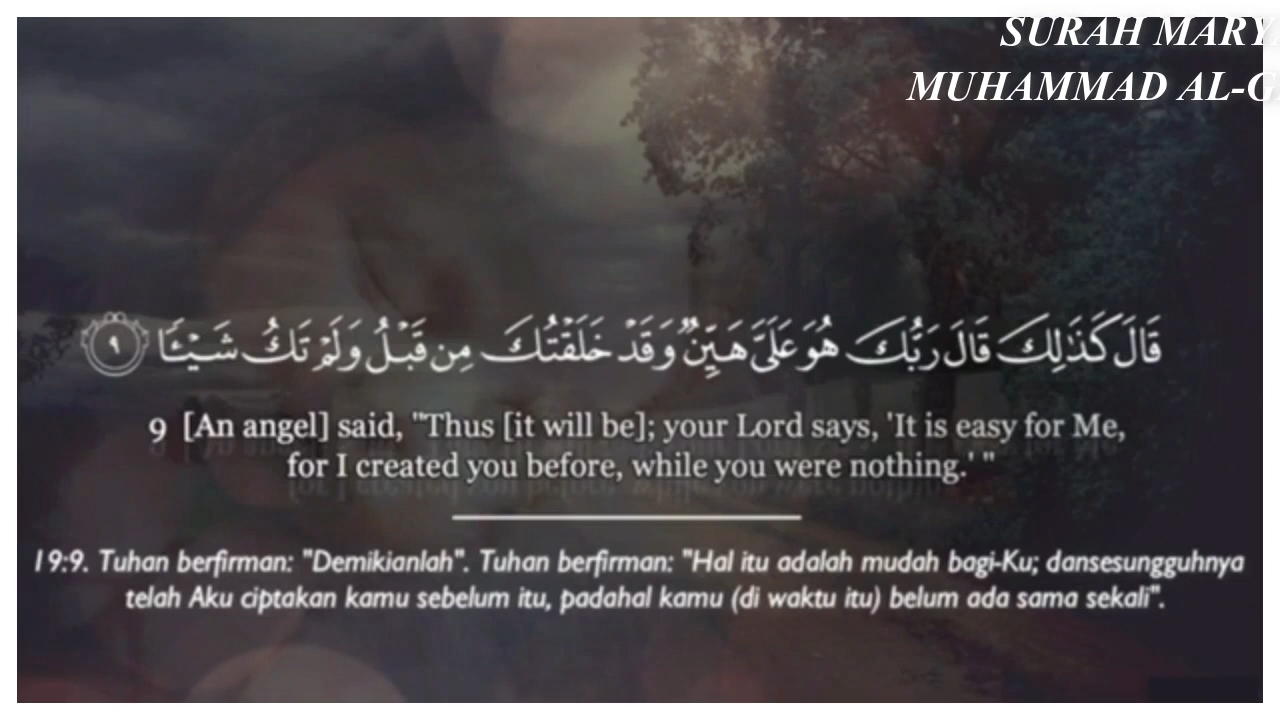 SURAH MARY
MUHAMMAD AL-G
قَالَ كَذَٰلِكَ قَالَ رَبُّكَ هُوَ عَلَىَّ هَيِّنٌ وَقَدْ خَلَقْتُكَ مِن قَبْلُ وَلَمْ تَكُ شَيْـًٔا ٩
9 [An angel] said, "Thus [it will be]; your Lord says, 'It is easy for Me,
for I created you before, while you were nothing.' "
19:9. Tuhan berfirman: "Demikianlah". Tuhan berfirman: "Hal itu adalah mudah bagi-Ku; dansesungguhnya
telah Aku ciptakan kamu sebelum itu, padahal kamu (di waktu itu) belum ada sama sekali".